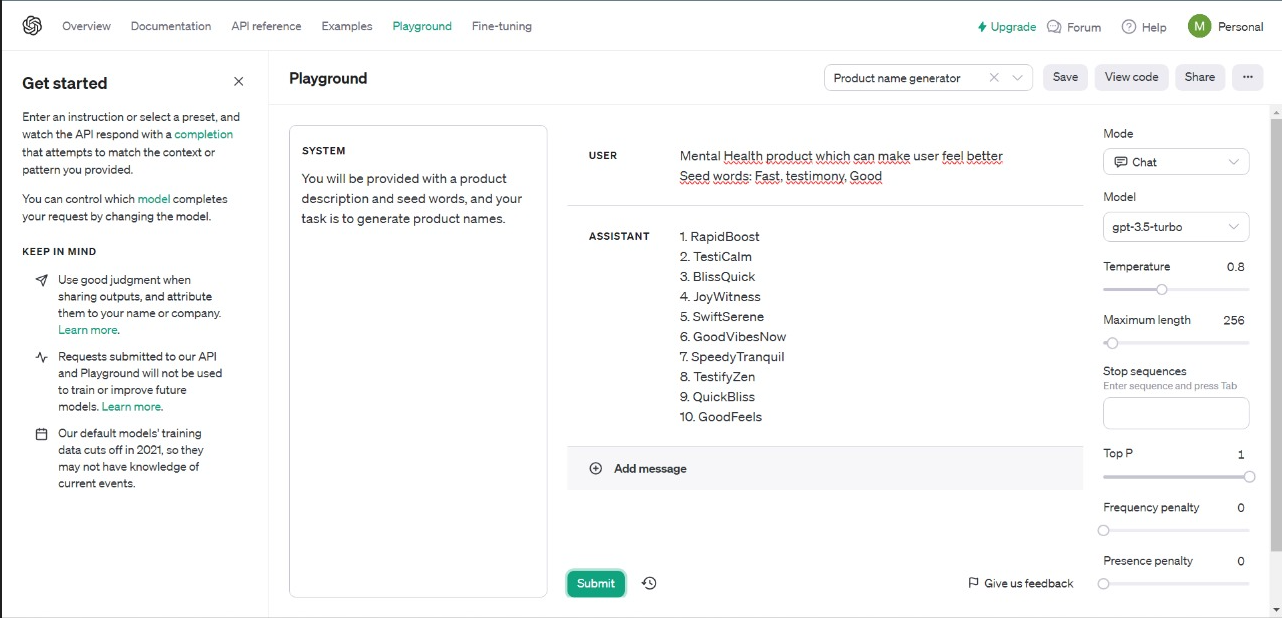 Overview Documentation API reference Examples Playground Fine-tuning Upgrade Forum Help M Personal
Get started
Enter an instruction or select a preset, and
watch the API respond with a completion
that attempts to match the context or
pattern you provided.
You can control which model completes
your request by changing the model.
KEEP IN MIND
Use good judgment when
sharing outputs, and attribute
them to your name or company.
Learn more.
Requests submitted to our API
and Playground will not be used
to train or improve future
models. Learn more.
Our default models' training
data cuts off in 2021, so they
may not have knowledge of
current events.
Playground
Product name generator
Save
View code
Share
SYSTEM
You will be provided with a product
description and seed words, and your
task is to generate product names.
USER
Mental Health product which can make user feel better
Seed words: Fast, testimony, Good
ASSISTANT
1. RapidBoost
2. TestiCalm
3. BlissQuick
4. JoyWitness
5. SwiftSerene
6. GoodVibesNow
7. SpeedyTranquil
8. TestifyZen
9. QuickBliss
10. GoodFeels
Add message
Submit
Give us feedback
Mode
Chat
Model
gpt-3.5-turbo
Temperature 0.8
Maximum length 256
Stop sequences
Enter sequence and press Tab
Top P 1
Frequency penalty 0
Presence penalty 0